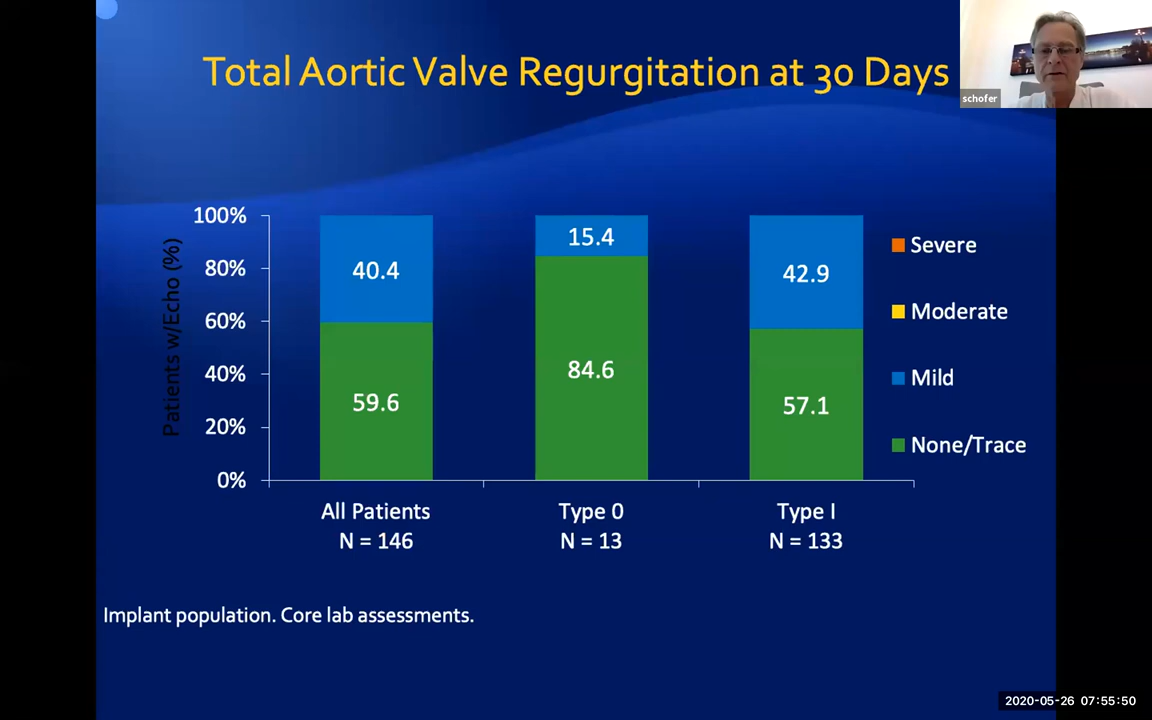 Total Aortic Valve Regurgitation at 30 Days
schofer
Patients w/Echo (%)
100%
80%
60%
40%
20%
0%
40.4
59.6
15.4
84.6
42.9
57.1
Severe
Moderate
Mild
None/Trace
All Patients
N = 146
Type 0
N = 13
Type I
N = 133
Implant population. Core lab assessments.
2020-05-26 07:55:50